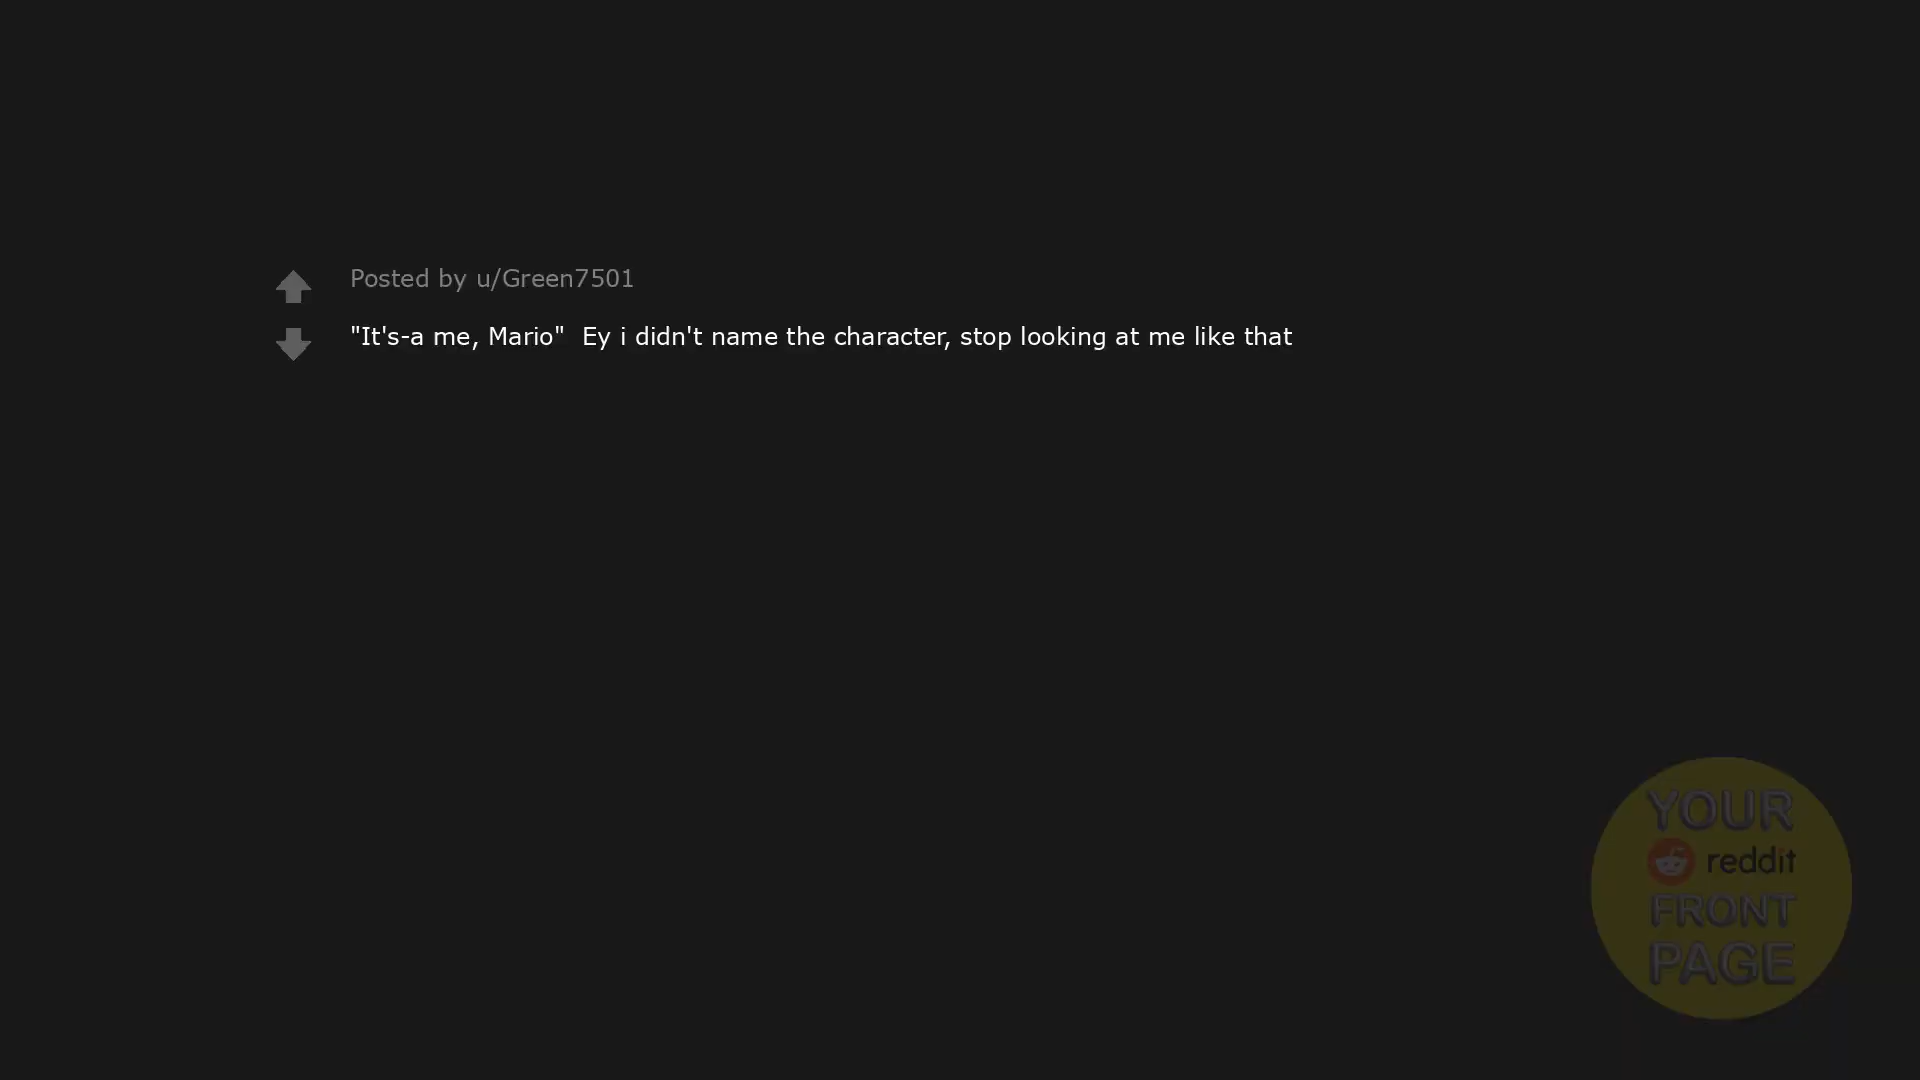 Posted by u/Green7501
"It's-a me, Mario"  Ey i didn't name the character, stop looking at me like that
YOUR
reddit
FRONT
PAGE